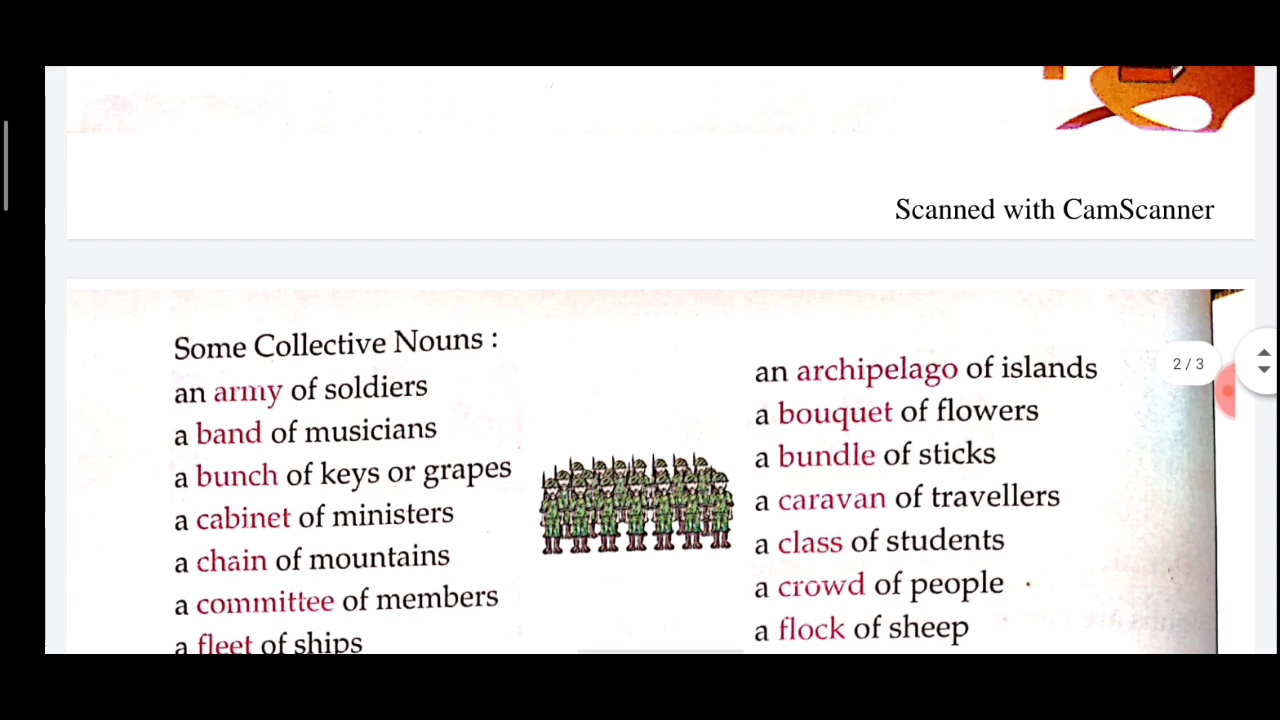 Scanned with CamScanner
2 / 3
Some Collective Nouns :
an army of soldiers
a band of musicians
a bunch of keys or grapes
a cabinet of ministers
a chain of mountains
a committee of members
a fleet of ships
an archipelago of islands
a bouquet of flowers
a bundle of sticks
a caravan of travellers
a class of students
a crowd of people
a flock of sheep